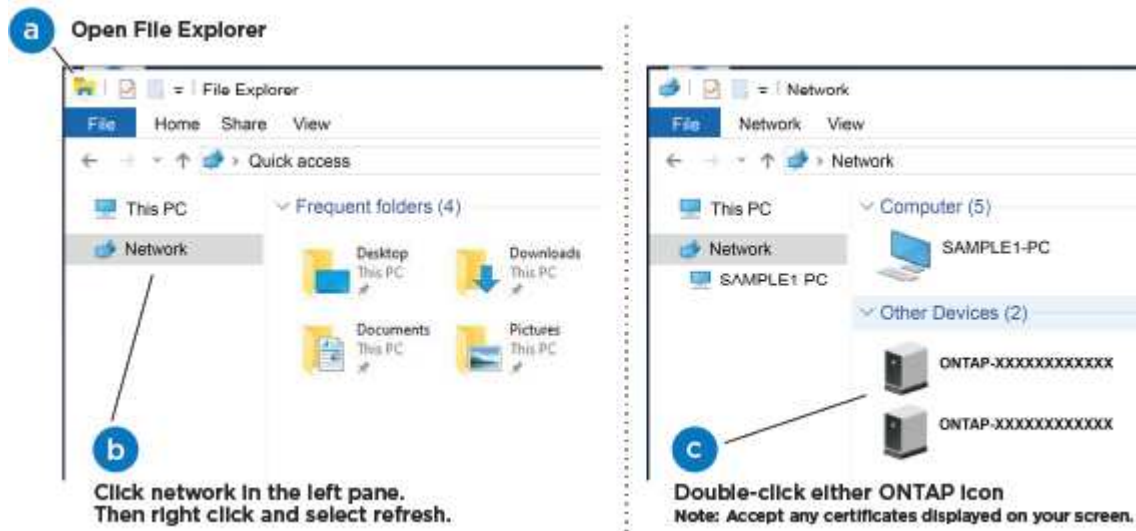 a
Open File Explorer
File Explorer
File Home Share View
Quick access
This PC
Network
Frequent folders (4)
Desktop
This PC
Downloads
This PC
Documents
This PC
Pictures
This PC
b
Click network in the left pane.
Then right click and select refresh.
Network
File Network View
Network
This PC
Network
SAMPLE1 PC
Computer (5)
SAMPLE1-PC
Other Devices (2)
ONTAP-XXXXXXXXXXXX
ONTAP-XXXXXXXXXXXX
c
Double-click either ONTAP icon
Note: Accept any certificates displayed on your screen.